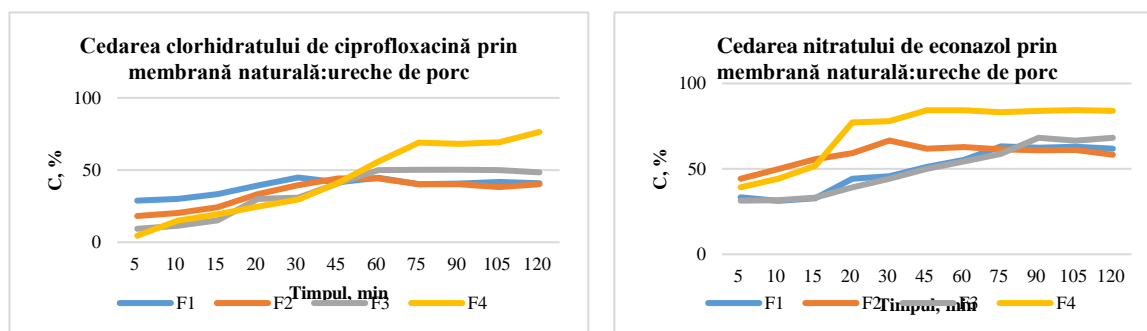 Cedarea clorhidratului de ciprofloxacină prin
membrană naturală:ureche de porc
100
50
0
C, %
5 10 15 20 30 45 60 75 90 105 120
Timpul, min
F1 F2 F3 F4
Cedarea nitratului de econazol prin
membrană naturală:ureche de porc
100
50
0
C, %
5 10 15 20 30 45 60 75 90 105 120
Timpul, min
F1 F2 F3 F4